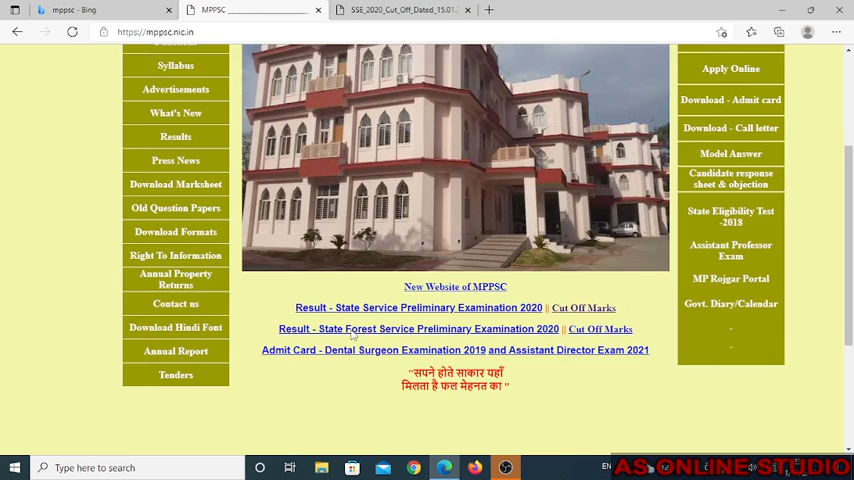 mppsc - Bing
MPPSC
SSE_2020_Cut_Off_Dated_15.01.2
https://mppsc.nic.in
Syllabus
Advertisements
What's New
Results
Press News
Download Marksheet
Old Question Papers
Download Formats
Right To Information
Annual Property
Returns
Contact us
Download Hindi Font
Annual Report
Tenders
New Website of MPPSC
Result - State Service Preliminary Examination 2020 || Cut Off Marks
Result - State Forest Service Preliminary Examination 2020 || Cut Off Marks
Admit Card - Dental Surgeon Examination 2019 and Assistant Director Exam 2021
"सपने होते साकार यहाँ
मिलता है फल मेहनत का "
Apply Online
Download - Admit card
Download - Call letter
Model Answer
Candidate response
sheet & objection
State Eligibility Test
-2018
Assistant Professor
Exam
MP Rojgar Portal
Govt. Diary/Calendar
Type here to search
EN
AS ONLINE STUDIO